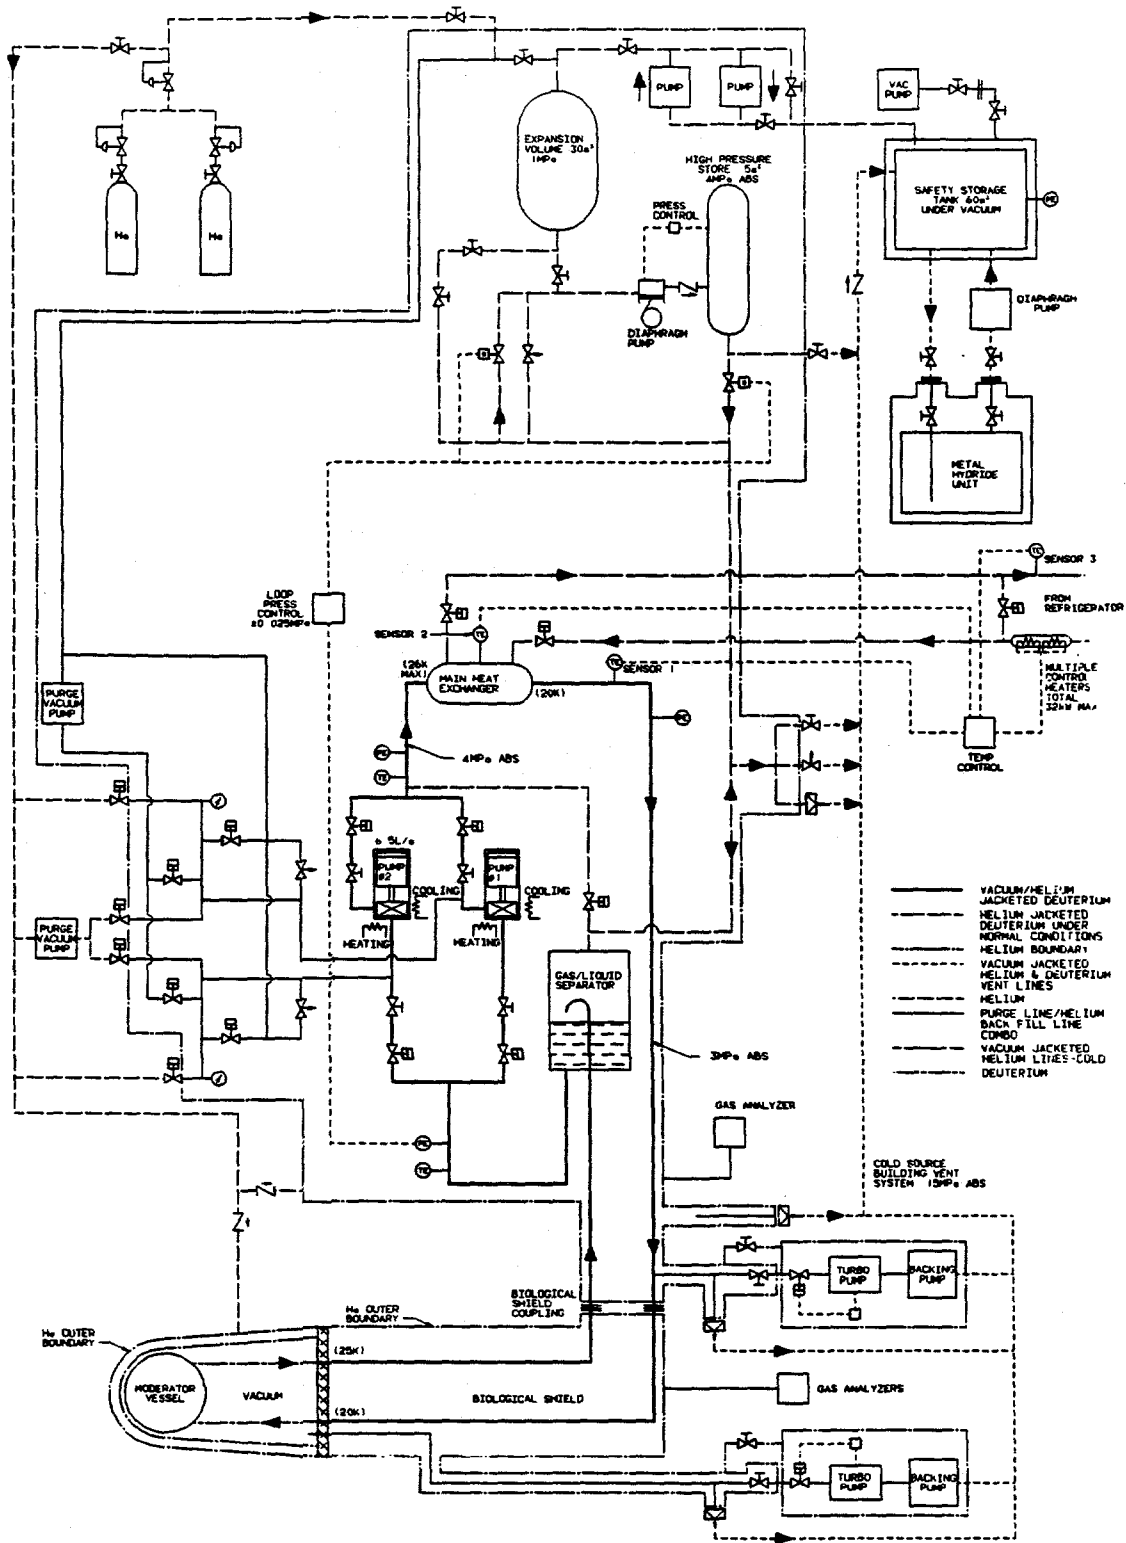 PUMP
PUMP
VAC
PUMP
EXPANSION
HIGH PRESSURE
4MPa ABS
SAFETY STORAGE
UNDER VACUUM
He
He
PRESS
CONTROL
DIAPHRAGM
PUMP
DIAPHRAGM
PUMP
METAL
HYDRIDE
UNIT
TC
SENSOR 3
FROM
REFRIGERATOR
LOOP
PRESS
CONTROL
SENSOR 2
SENSOR 1
(26K
MAX)
MAIN HEAT
EXCHANGER
(20K)
MULTIPLE
CONTROL
HEATERS
TOTAL
32kW MAX
TEMP
CONTROL
PURGE
VACUUM
PUMP
4MPa ABS
TE
PUMP
#2
PUMP
#1
COOLING
COOLING
HEATING
HEATING
PURGE
VACUUM
PUMP
GAS/LIQUID
SEPARATOR
3MPa ABS
VACUUM/HELIUM
JACKETED DEUTERIUM
HELIUM JACKETED
DEUTERIUM UNDER
NORMAL CONDITIONS
HELIUM BOUNDARY
VACUUM JACKETED
HELIUM & DEUTERIUM
VENT LINES
HELIUM
PURGE LINE/HELIUM
BACK FILL LINE
COMBO
VACUUM JACKETED
HELIUM LINES-COLD
DEUTERIUM
GAS ANALYZER
TE
COLD SOURCE
BUILDING VENT
SYSTEM 15MPa ABS
TURBO
PUMP
BACKING
PUMP
BIOLOGICAL
SHIELD
COUPLING
He OUTER
BOUNDARY
He OUTER
BOUNDARY
(25K)
MODERATOR
VESSEL
VACUUM
BIOLOGICAL SHIELD
(20K)
GAS ANALYZERS
TURBO
PUMP
BACKING
PUMP